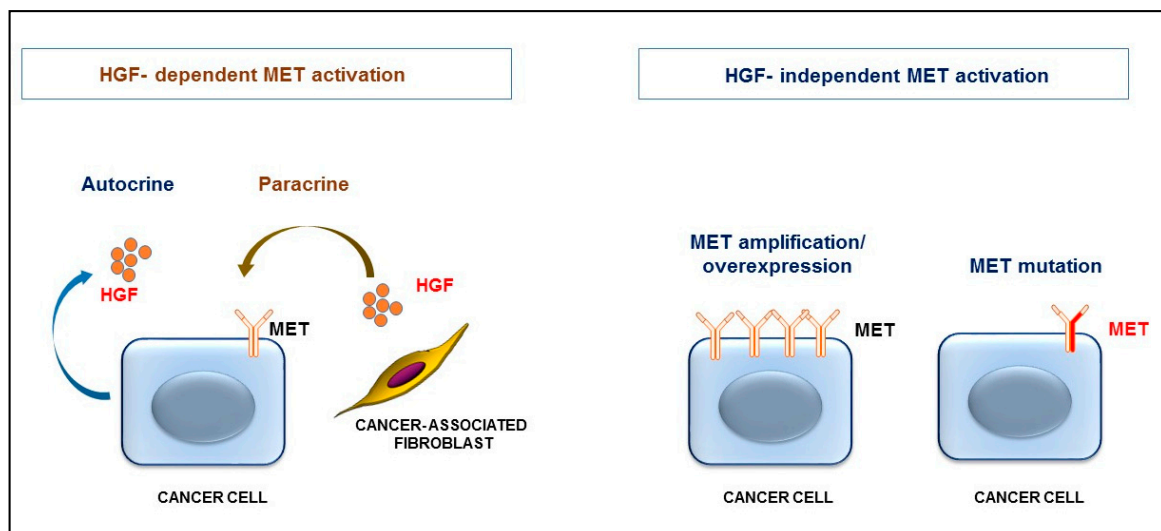 HGF- dependent MET activation
Autocrine
Paracrine
HGF
HGF
MET
CANCER-ASSOCIATED
FIBROBLAST
CANCER CELL
HGF- independent MET activation
MET amplification/
overexpression
MET mutation
MET
MET
CANCER CELL
CANCER CELL